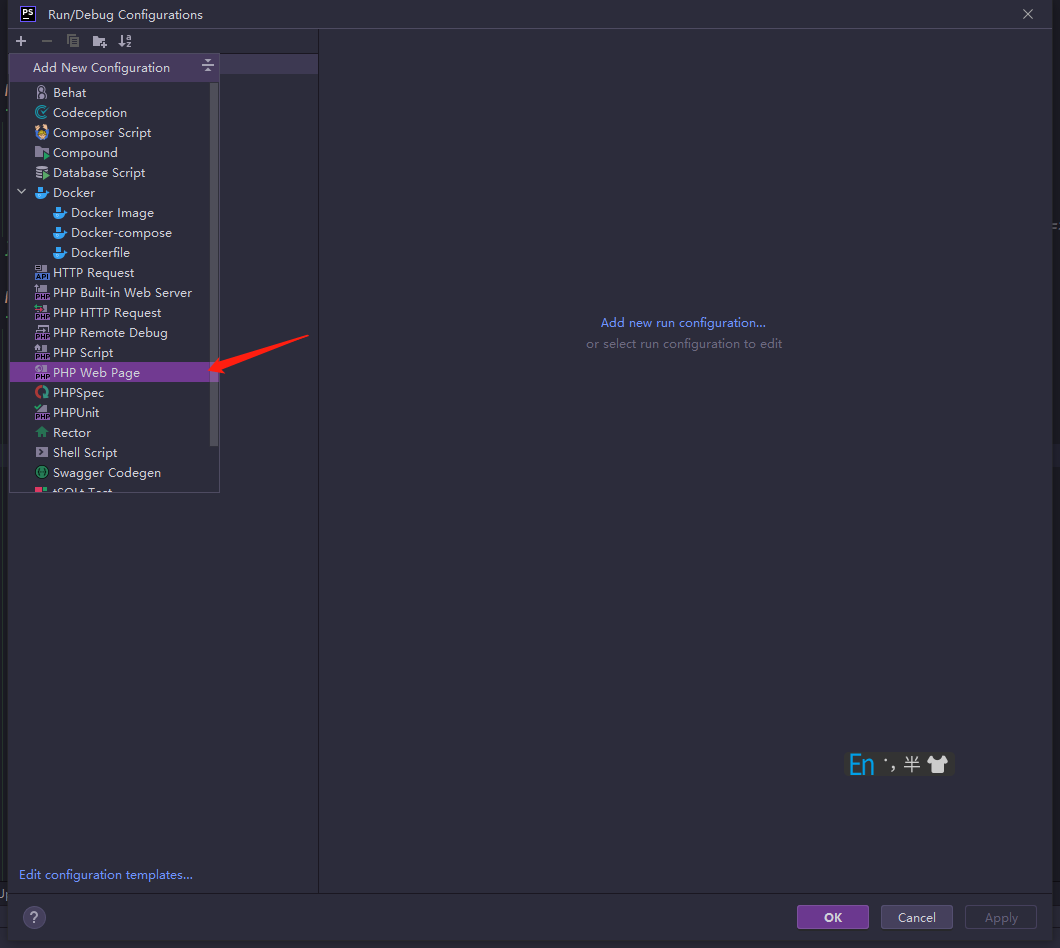 PS Run/Debug Configurations
Add New Configuration
Behat
Codeception
Composer Script
Compound
Database Script
Docker
Docker Image
Docker-compose
Dockerfile
HTTP Request
PHP Built-in Web Server
PHP HTTP Request
PHP Remote Debug
PHP Script
PHP Web Page
PHPSpec
PHPUnit
Rector
Shell Script
Swagger Codegen
tSQLt Test
Add new run configuration...
or select run configuration to edit
En ·, 半
Edit configuration templates...
? OK Cancel Apply